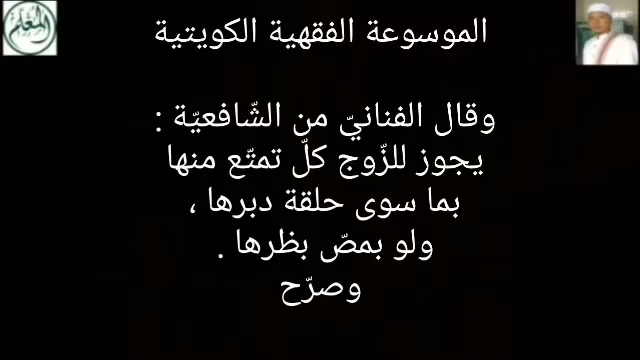 الموسوعة الفقهية الكويتية
وقال الفنانيّ من الشّافعيّة :
يجوز للزّوج كلّ تمتّع منها
بما سوى حلقة دبرها ،
ولو بمصّ بظرها .
وصرّح